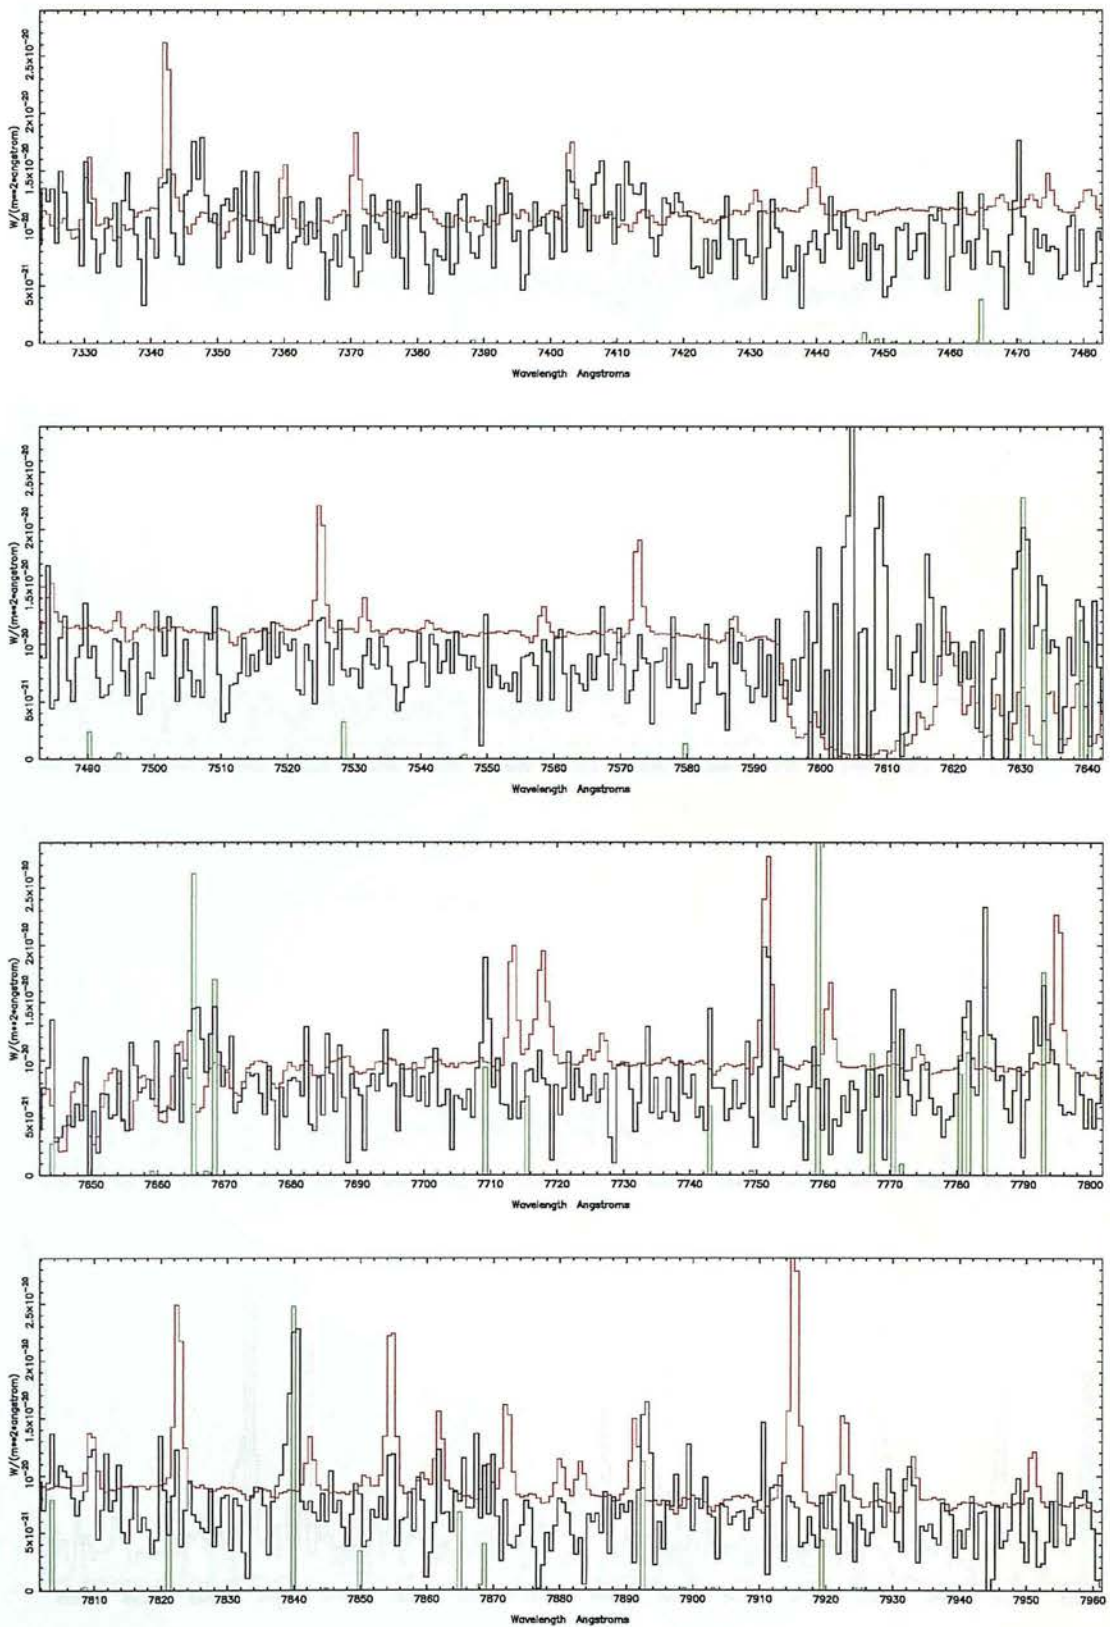 W/(m**2*angstrom)
0 5×10⁻²¹ 10⁻²⁰ 1.5×10⁻²⁰ 2×10⁻²⁰ 2.5×10⁻²⁰
7330 7340 7350 7360 7370 7380 7390 7400 7410 7420 7430 7440 7450 7460 7470 7480
Wavelength Angstroms
W/(m**2*angstrom)
0 5×10⁻²¹ 10⁻²⁰ 1.5×10⁻²⁰ 2×10⁻²⁰ 2.5×10⁻²⁰
7490 7500 7510 7520 7530 7540 7550 7560 7570 7580 7590 7600 7610 7620 7630 7640
Wavelength Angstroms
W/(m**2*angstrom)
0 5×10⁻²¹ 10⁻²⁰ 1.5×10⁻²⁰ 2×10⁻²⁰ 2.5×10⁻²⁰
7650 7660 7670 7680 7690 7700 7710 7720 7730 7740 7750 7760 7770 7780 7790 7800
Wavelength Angstroms
W/(m**2*angstrom)
0 5×10⁻²¹ 10⁻²⁰ 1.5×10⁻²⁰ 2×10⁻²⁰ 2.5×10⁻²⁰
7810 7820 7830 7840 7850 7860 7870 7880 7890 7900 7910 7920 7930 7940 7950 7960
Wavelength Angstroms